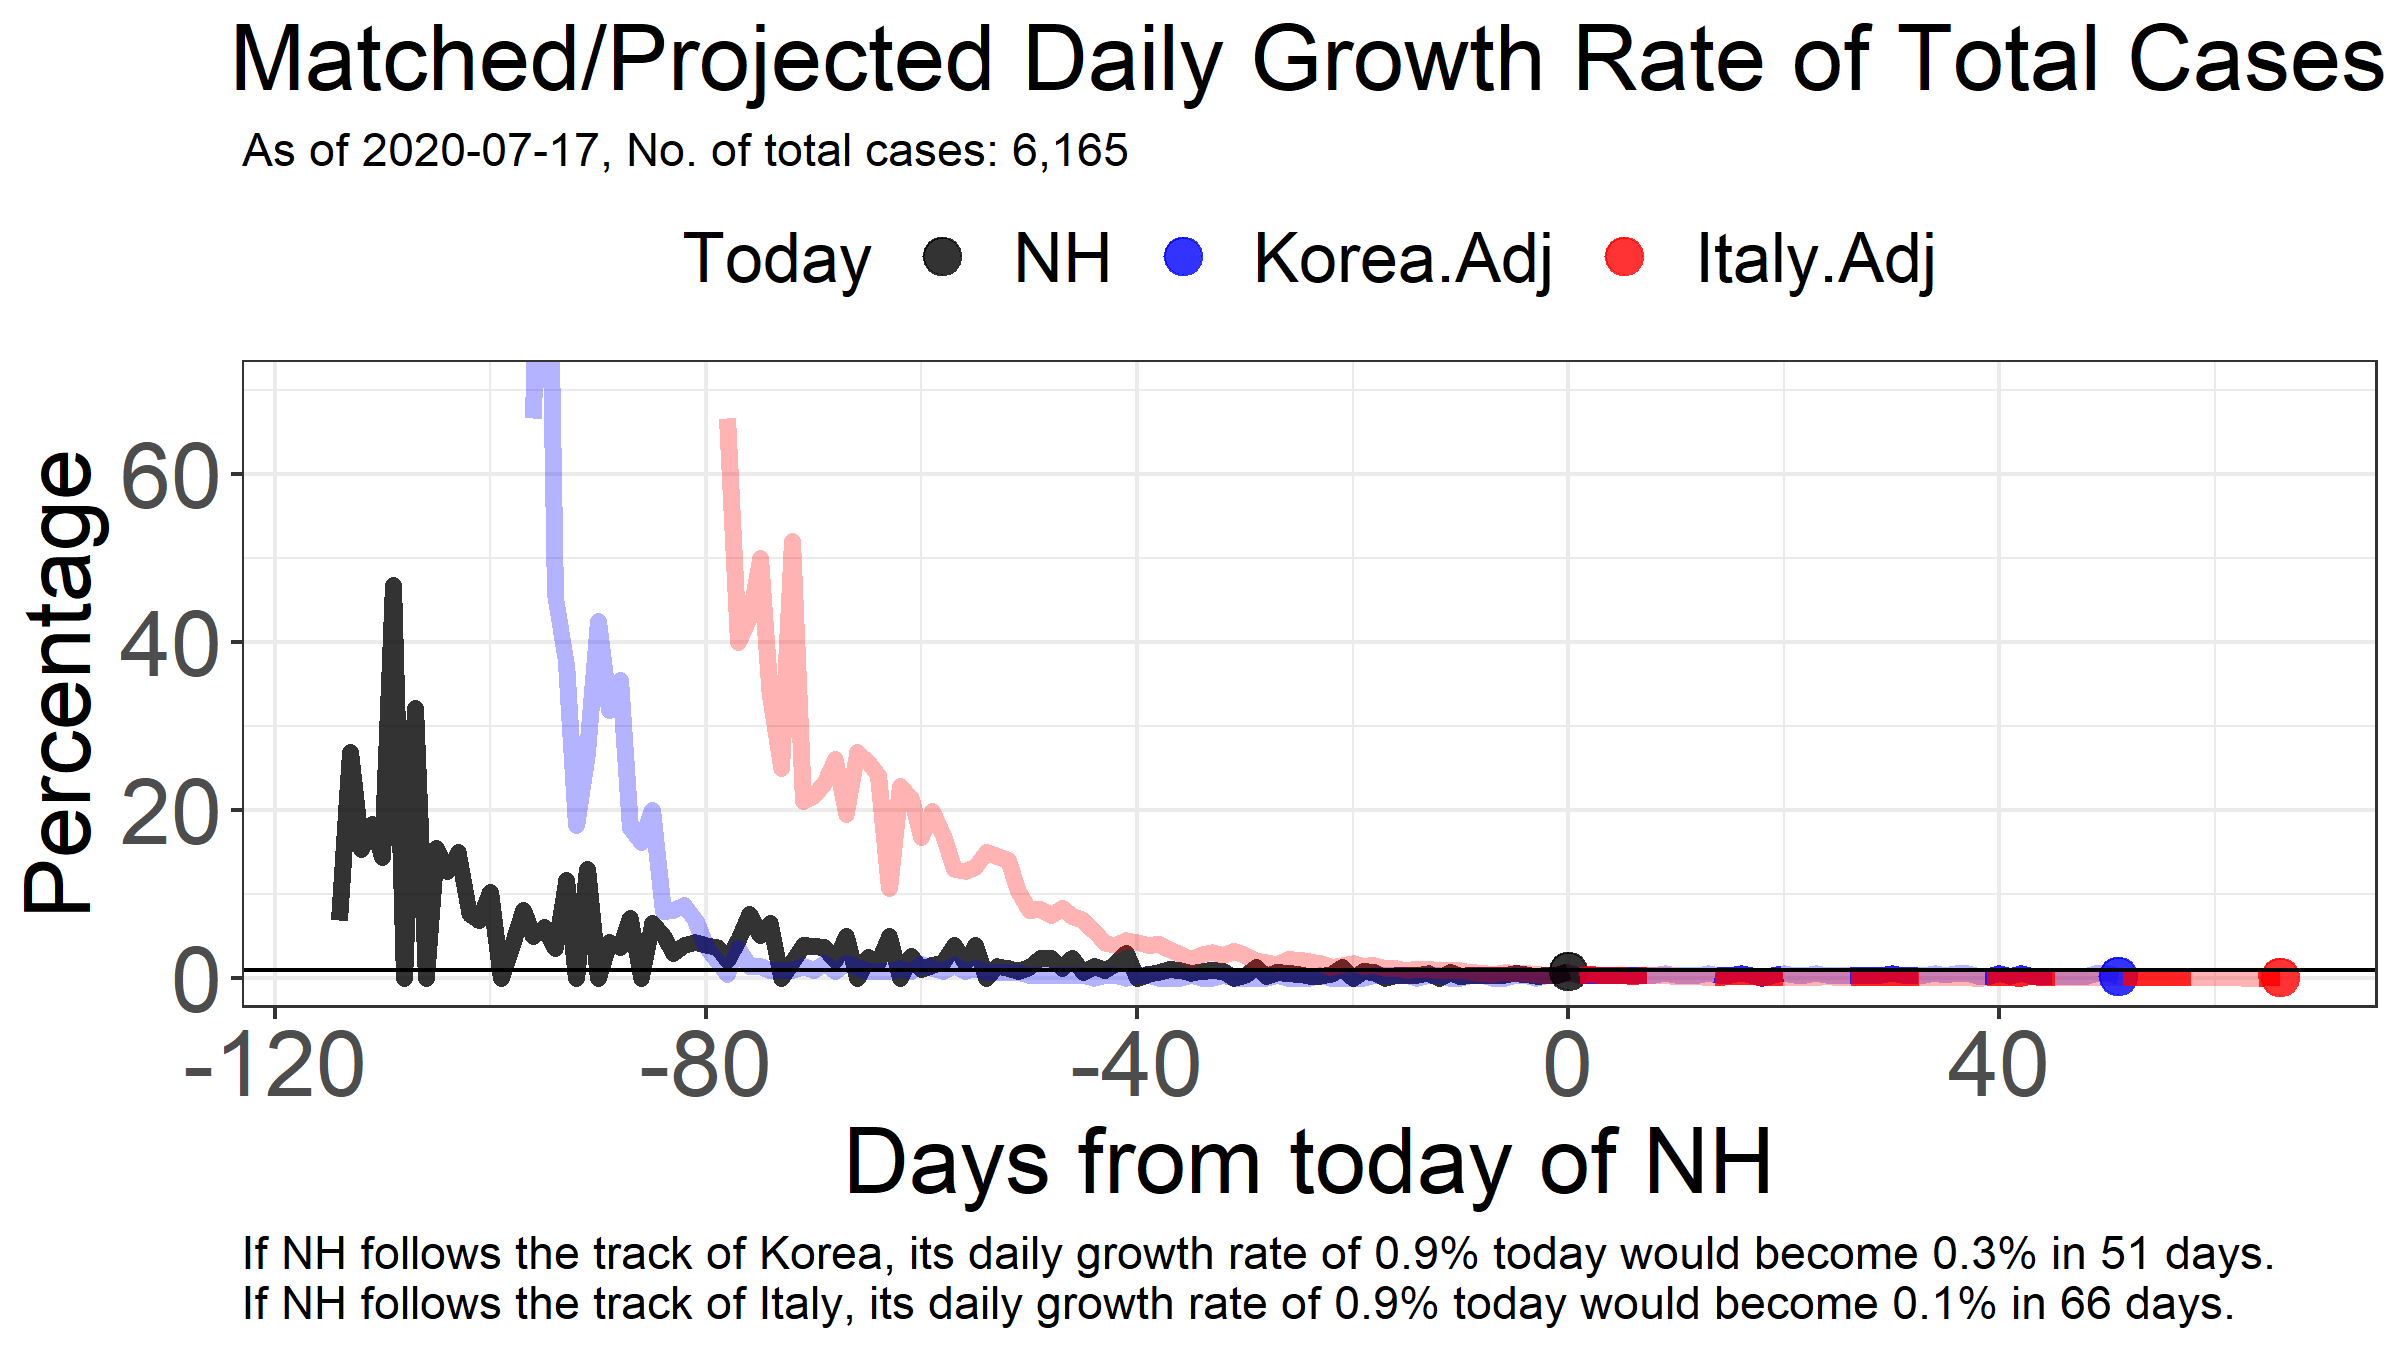 Matched/Projected Daily Growth Rate of Total Cases
As of 2020-07-17, No. of total cases: 6,165
Today NH Korea.Adj Italy.Adj
Percentage
60
40
20
0
-120 -80 -40 0 40
Days from today of NH
If NH follows the track of Korea, its daily growth rate of 0.9% today would become 0.3% in 51 days.
If NH follows the track of Italy, its daily growth rate of 0.9% today would become 0.1% in 66 days.